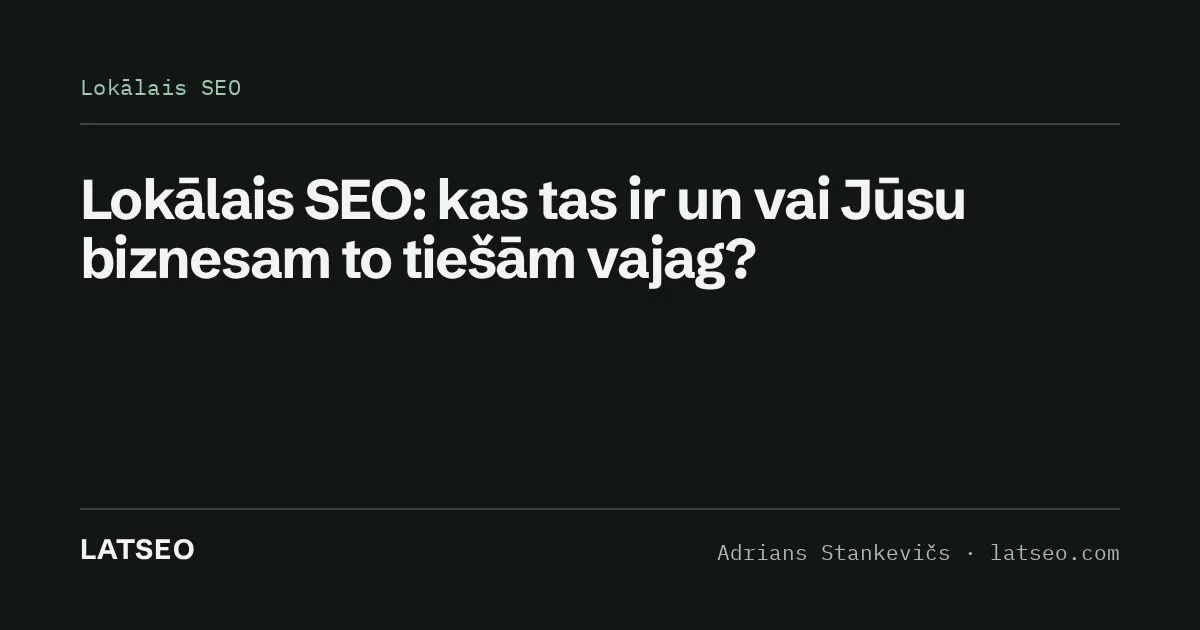 Lokālais SEO
Lokālais SEO: kas tas ir un vai Jūsu
biznesam to tiešām vajag?
LATSEO
Adrians Stankevičs · latseo.com